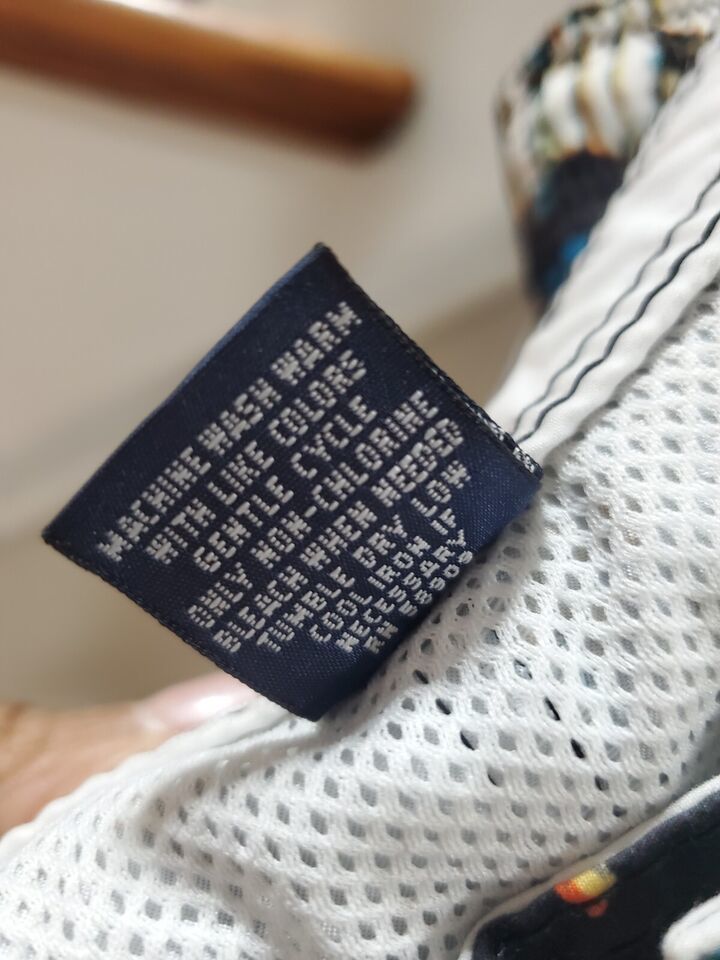 MACHINE WASH WARM
WITH LIKE COLORS
GENTLE CYCLE
ONLY NON-CHLORINE
BLEACH WHEN NEEDED
TUMBLE DRY LOW
COOL IRON IF
NECESSARY